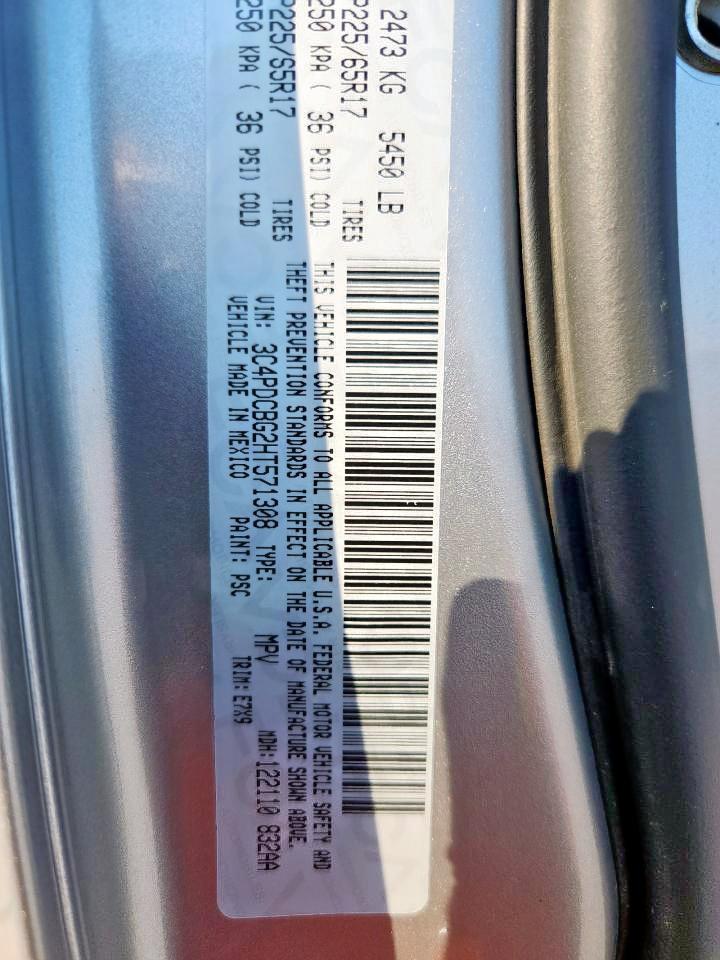 2473 KG 5450 LB
P225/65R17 TIRES
250 KPA ( 36 PSI) COLD
P225/65R17 TIRES
250 KPA ( 36 PSI) COLD
THIS VEHICLE CONFORMS TO ALL APPLICABLE U.S.A. FEDERAL MOTOR VEHICLE SAFETY AND
THEFT PREVENTION STANDARDS IN EFFECT ON THE DATE OF MANUFACTURE SHOWN ABOVE.
VIN: 3C4PDCBG2HT571308 TYPE: MPV MDH:122110 832AA
VEHICLE MADE IN MEXICO PAINT: PSC TRIM: E7X9